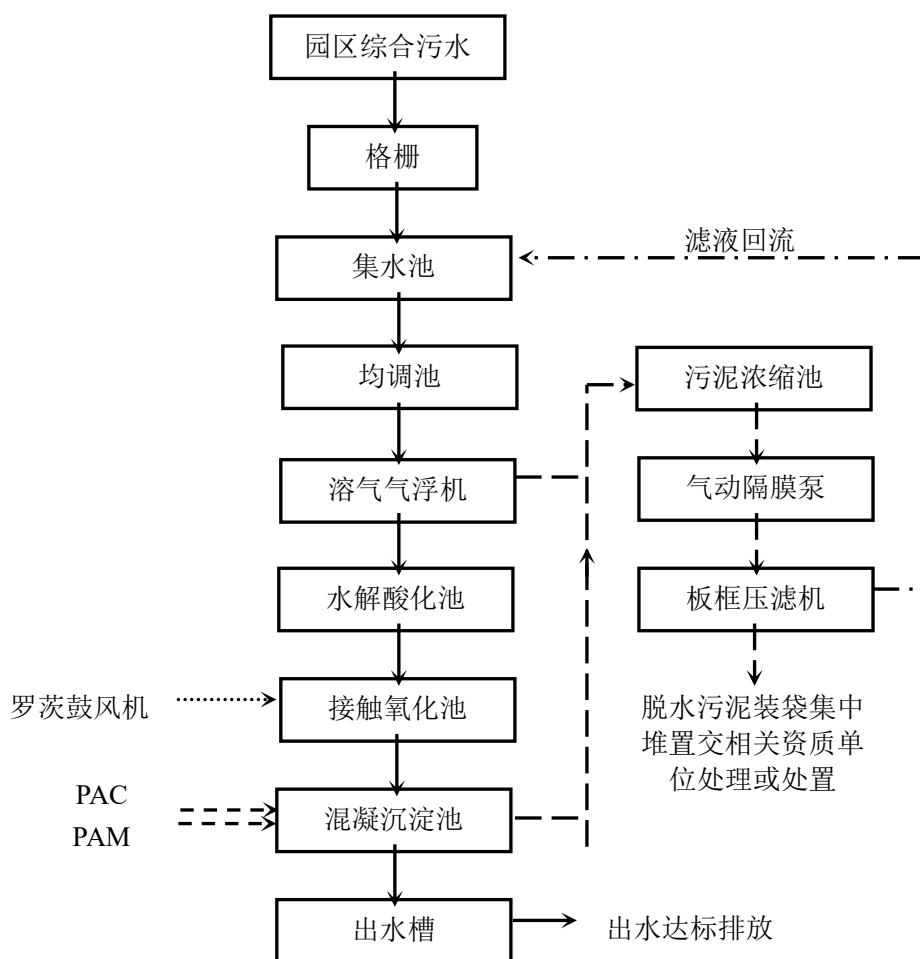 园区综合污水
格栅
滤液回流
集水池
均调池
污泥浓缩池
溶气气浮机
气动隔膜泵
水解酸化池
板框压滤机
罗茨鼓风机
接触氧化池
脱水污泥装袋集中
堆置交相关资质单
位处理或处置
PAC
PAM
混凝沉淀池
出水槽
出水达标排放